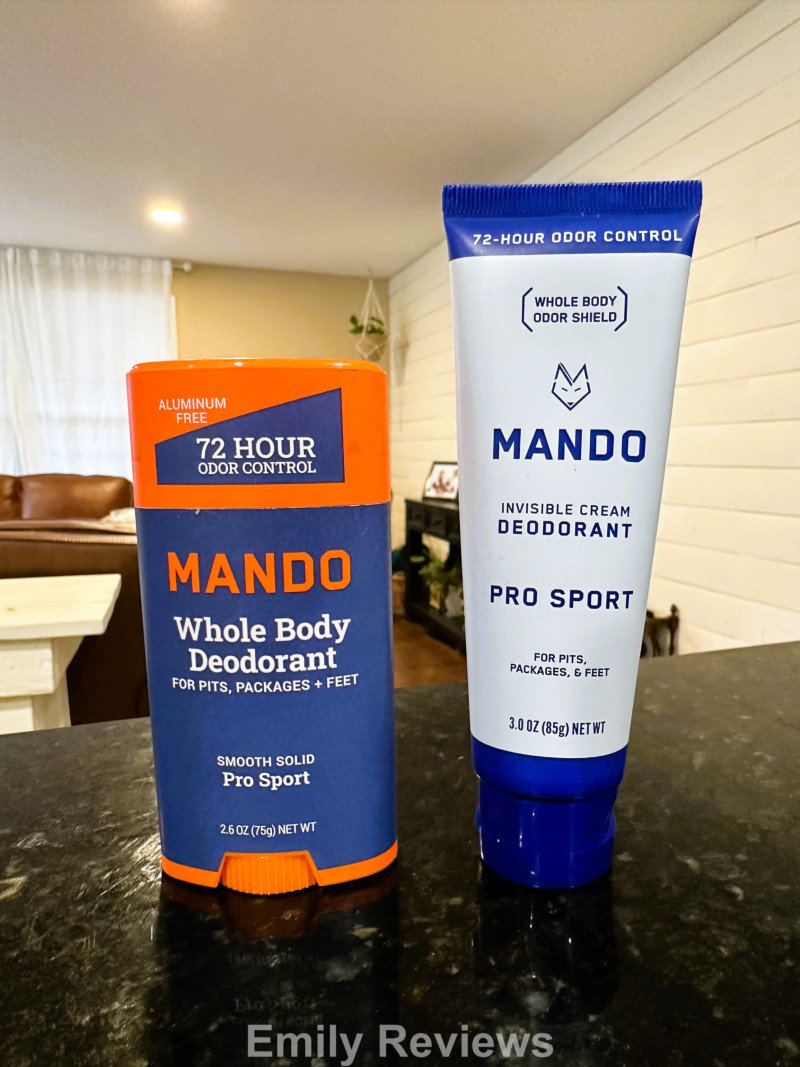 ALUMINUM
FREE
72 HOUR
ODOR CONTROL
MANDO
Whole Body
Deodorant
FOR PITS, PACKAGES + FEET
SMOOTH SOLID
Pro Sport
2.6 OZ (75g) NET WT
72-HOUR ODOR CONTROL
WHOLE BODY
ODOR SHIELD
MANDO
INVISIBLE CREAM
DEODORANT
PRO SPORT
FOR PITS,
PACKAGES, & FEET
3.0 OZ (85g) NET WT
Emily Reviews